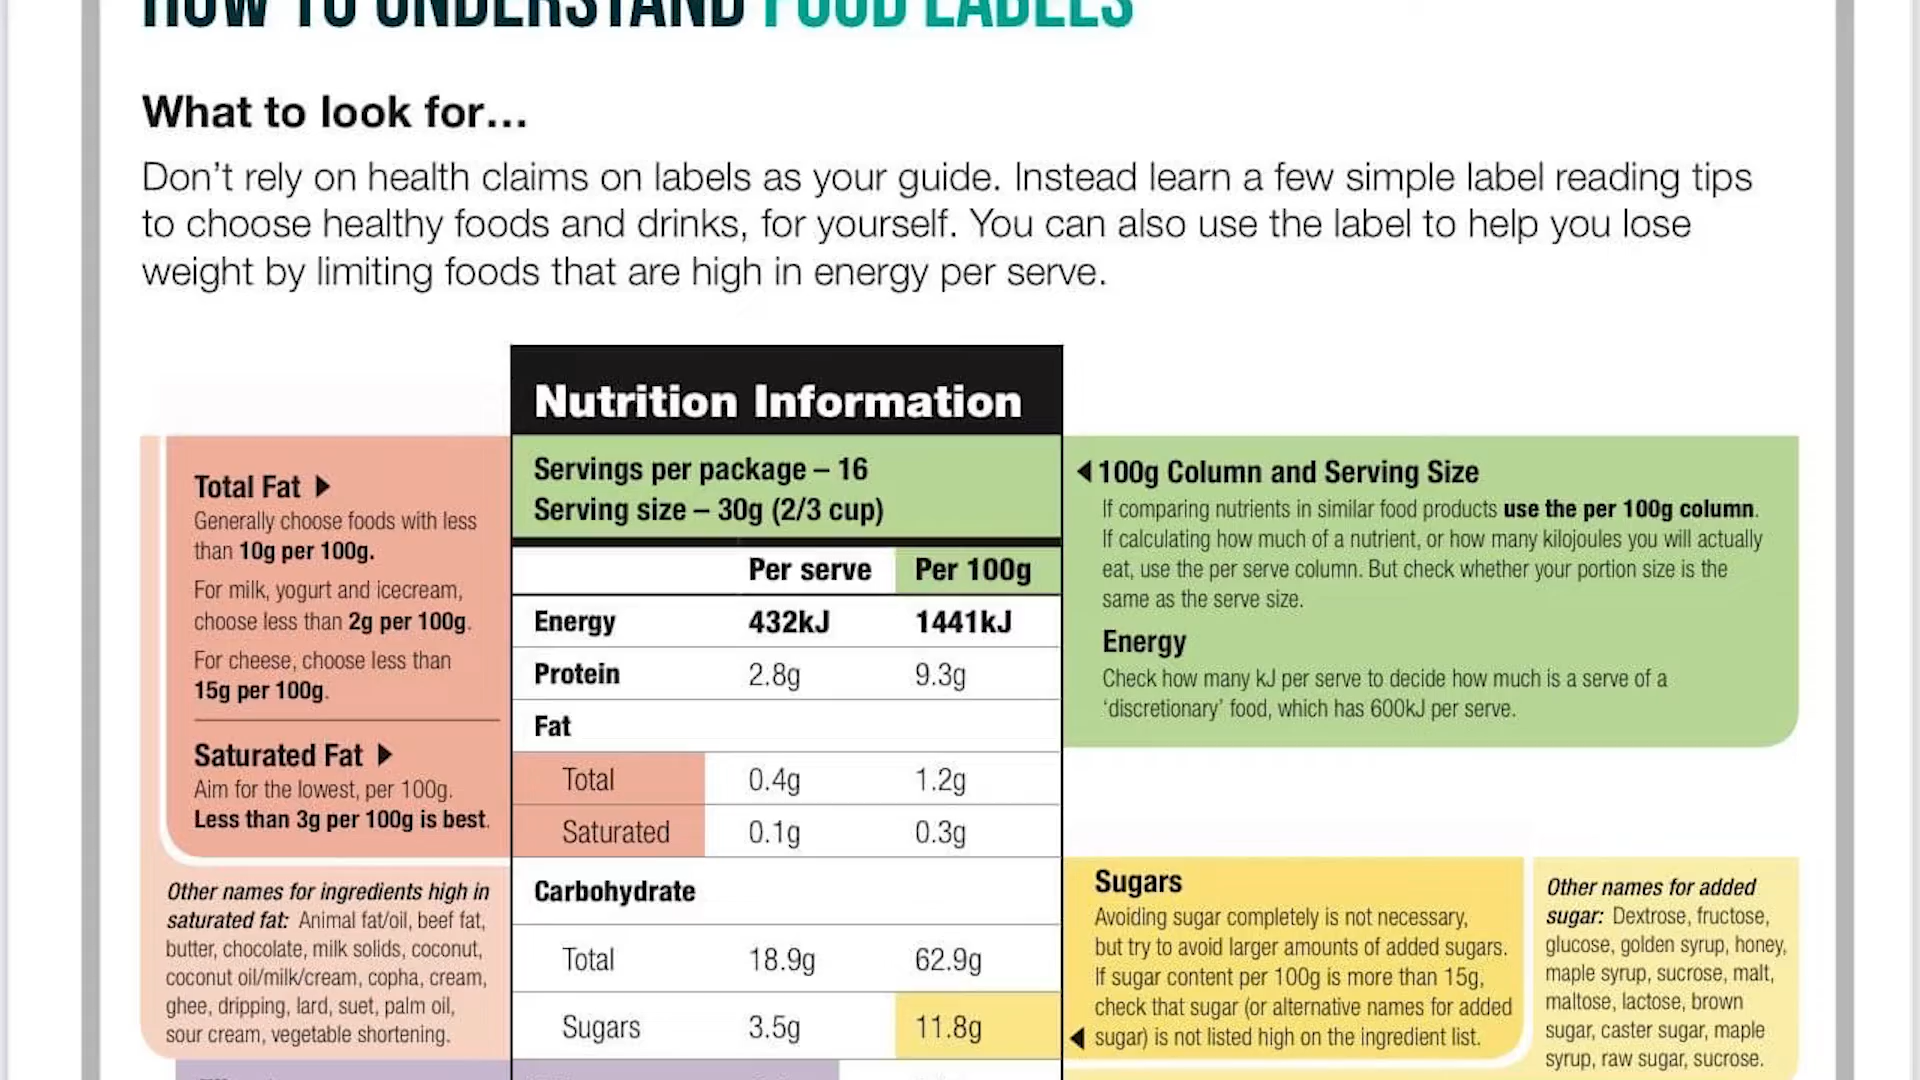 HOW TO UNDERSTAND FOOD LABELS
What to look for...
Don't rely on health claims on labels as your guide. Instead learn a few simple label reading tips
to choose healthy foods and drinks, for yourself. You can also use the label to help you lose
weight by limiting foods that are high in energy per serve.
Nutrition Information
Servings per package – 16
Serving size – 30g (2/3 cup)
Per serve Per 100g
Energy 432kJ 1441kJ
Protein 2.8g 9.3g
Fat
Total 0.4g 1.2g
Saturated 0.1g 0.3g
Carbohydrate
Total 18.9g 62.9g
Sugars 3.5g 11.8g
Total Fat ▶
Generally choose foods with less
than 10g per 100g.
For milk, yogurt and icecream,
choose less than 2g per 100g.
For cheese, choose less than
15g per 100g.
Saturated Fat ▶
Aim for the lowest, per 100g.
Less than 3g per 100g is best.
Other names for ingredients high in
saturated fat: Animal fat/oil, beef fat,
butter, chocolate, milk solids, coconut,
coconut oil/milk/cream, copha, cream,
ghee, dripping, lard, suet, palm oil,
sour cream, vegetable shortening.
◀ 100g Column and Serving Size
If comparing nutrients in similar food products use the per 100g column.
If calculating how much of a nutrient, or how many kilojoules you will actually
eat, use the per serve column. But check whether your portion size is the
same as the serve size.
Energy
Check how many kJ per serve to decide how much is a serve of a
'discretionary' food, which has 600kJ per serve.
Sugars
Avoiding sugar completely is not necessary,
but try to avoid larger amounts of added sugars.
If sugar content per 100g is more than 15g,
check that sugar (or alternative names for added
◀ sugar) is not listed high on the ingredient list.
Other names for added
sugar: Dextrose, fructose,
glucose, golden syrup, honey,
maple syrup, sucrose, malt,
maltose, lactose, brown
sugar, caster sugar, maple
syrup, raw sugar, sucrose.